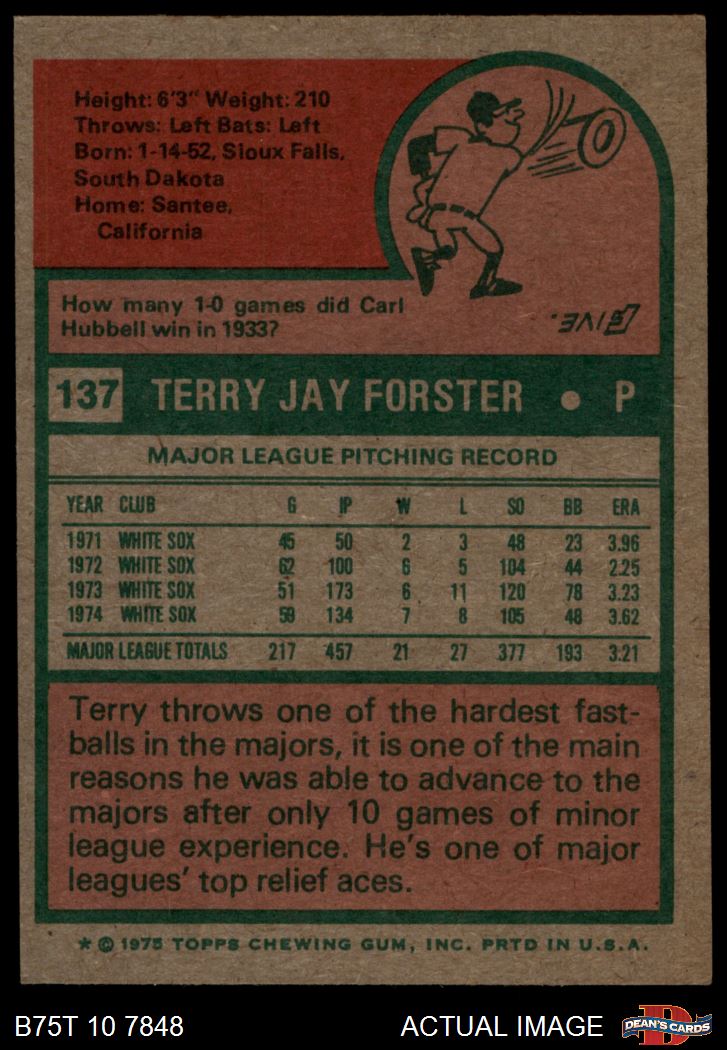 Height: 6'3" Weight: 210
Throws: Left Bats: Left
Born: 1-14-52, Sioux Falls,
South Dakota
Home: Santee,
California
How many 1-0 games did Carl
Hubbell win in 1933?
Five.
137 TERRY JAY FORSTER • P
MAJOR LEAGUE PITCHING RECORD
YEAR CLUB G IP W L SO BB ERA
1971 WHITE SOX 45 50 2 3 48 23 3.96
1972 WHITE SOX 62 100 6 5 104 44 2.25
1973 WHITE SOX 51 173 6 11 120 78 3.23
1974 WHITE SOX 59 134 7 8 105 48 3.62
MAJOR LEAGUE TOTALS 217 457 21 27 377 193 3.21
Terry throws one of the hardest fast-
balls in the majors, it is one of the main
reasons he was able to advance to the
majors after only 10 games of minor
league experience. He's one of major
leagues' top relief aces.
* © 1975 TOPPS CHEWING GUM, INC. PRTD IN U.S.A.
B75T 10 7848 ACTUAL IMAGE
D DEAN'S CARDS